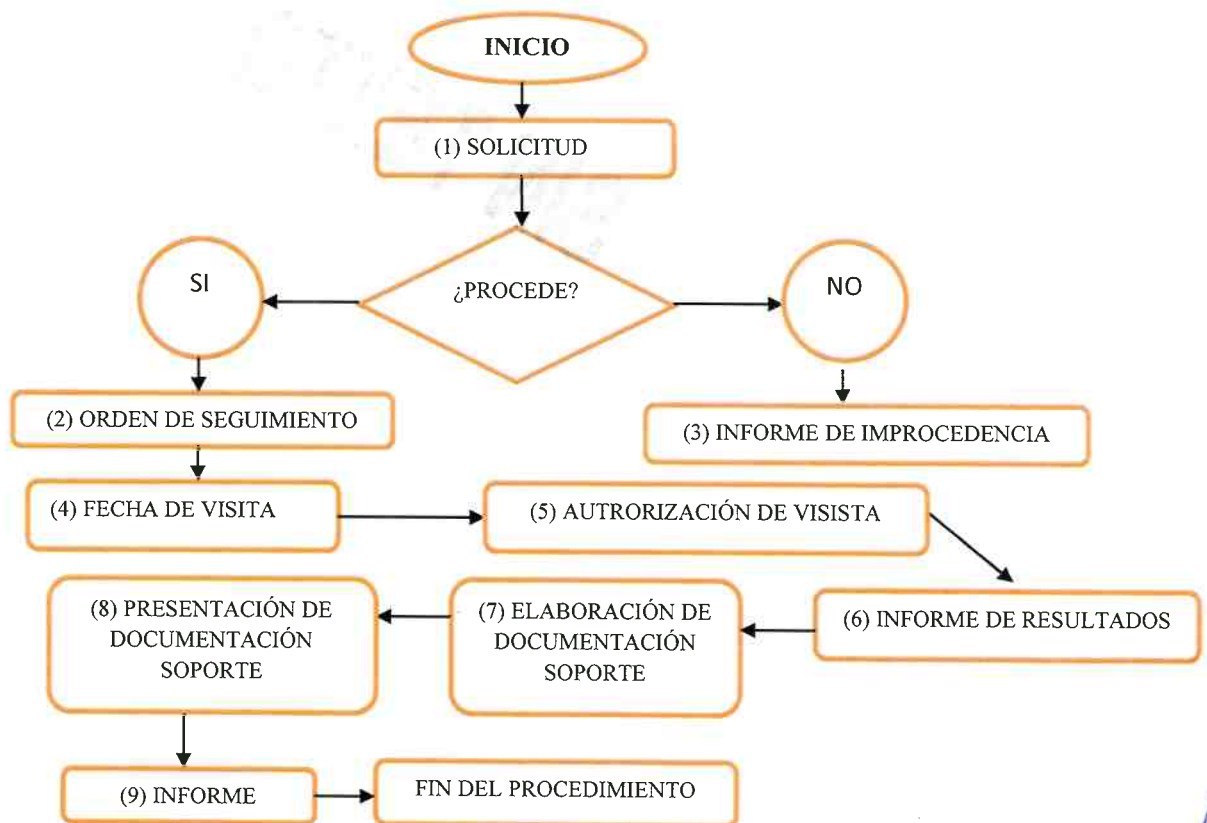 INICIO
(1) SOLICITUD
¿PROCEDE?
SI
NO
(2) ORDEN DE SEGUIMIENTO
(3) INFORME DE IMPROCEDENCIA
(4) FECHA DE VISITA
(5) AUTRORIZACIÓN DE VISISTA
(6) INFORME DE RESULTADOS
(7) ELABORACIÓN DE
DOCUMENTACIÓN
SOPORTE
(8) PRESENTACIÓN DE
DOCUMENTACIÓN
SOPORTE
(9) INFORME
FIN DEL PROCEDIMIENTO